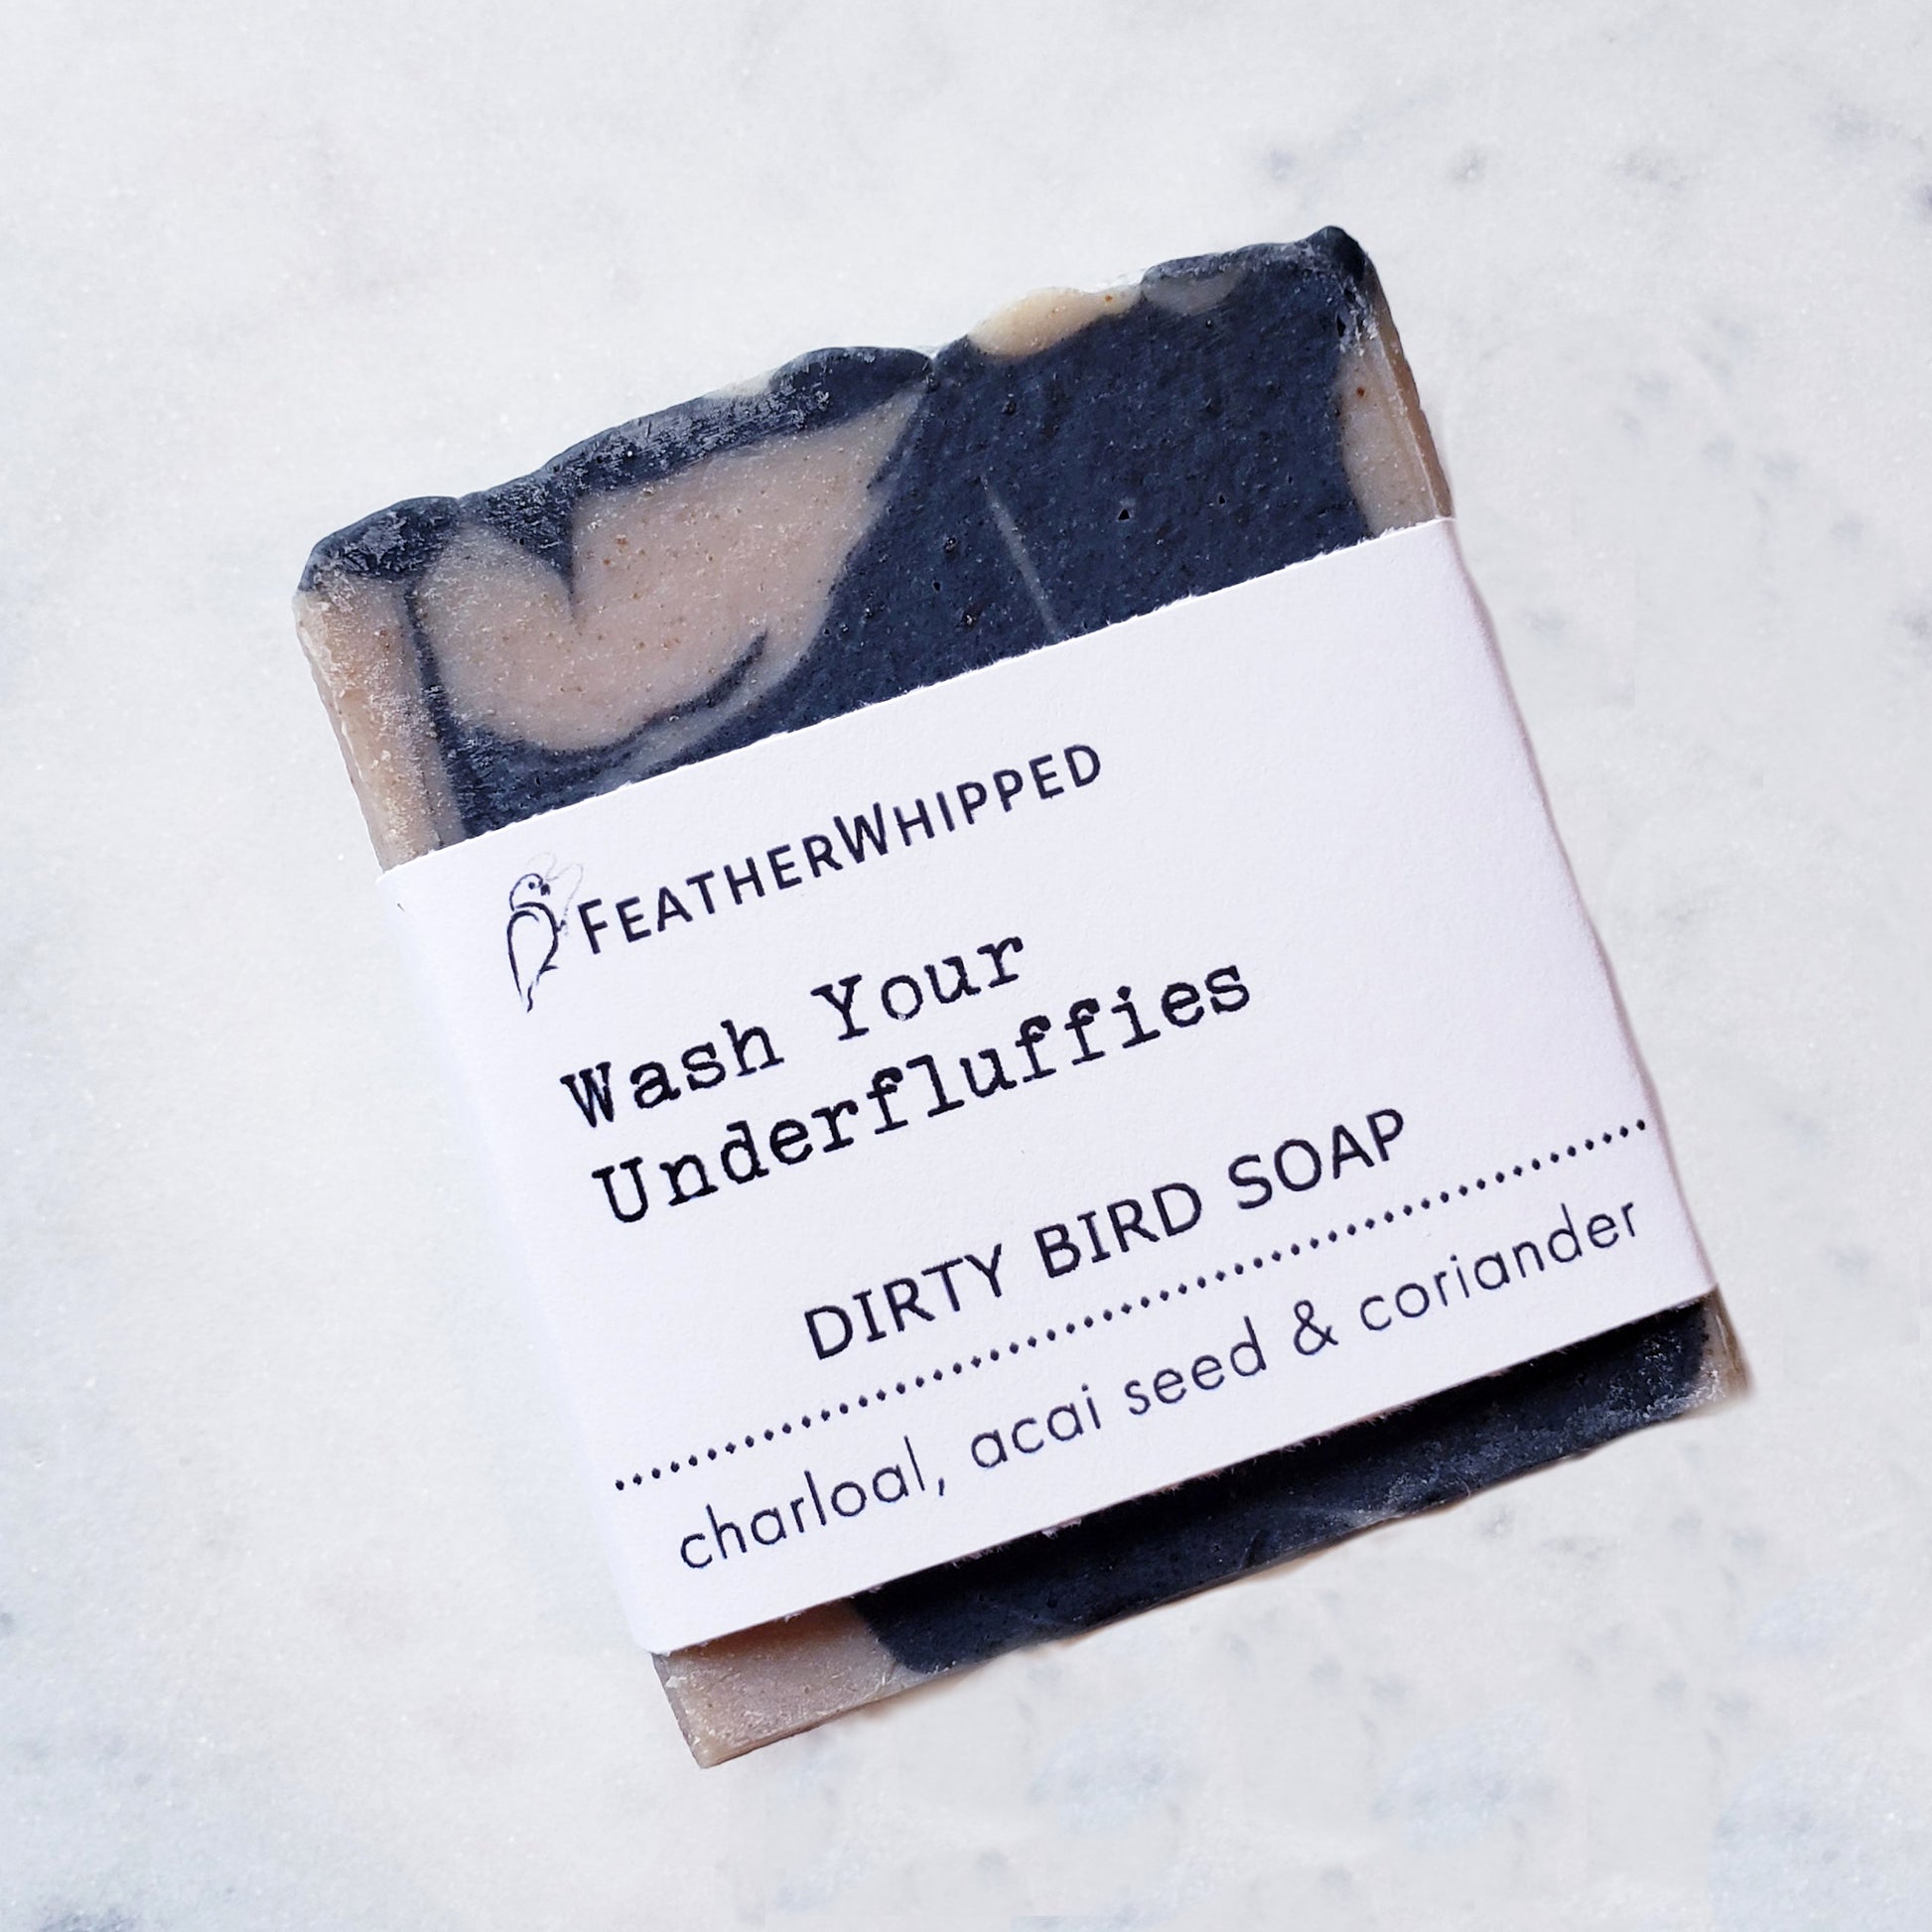 FEATHERWHIPPED
Wash Your
Underfluffies
DIRTY BIRD SOAP
charloal, acai seed & coriander